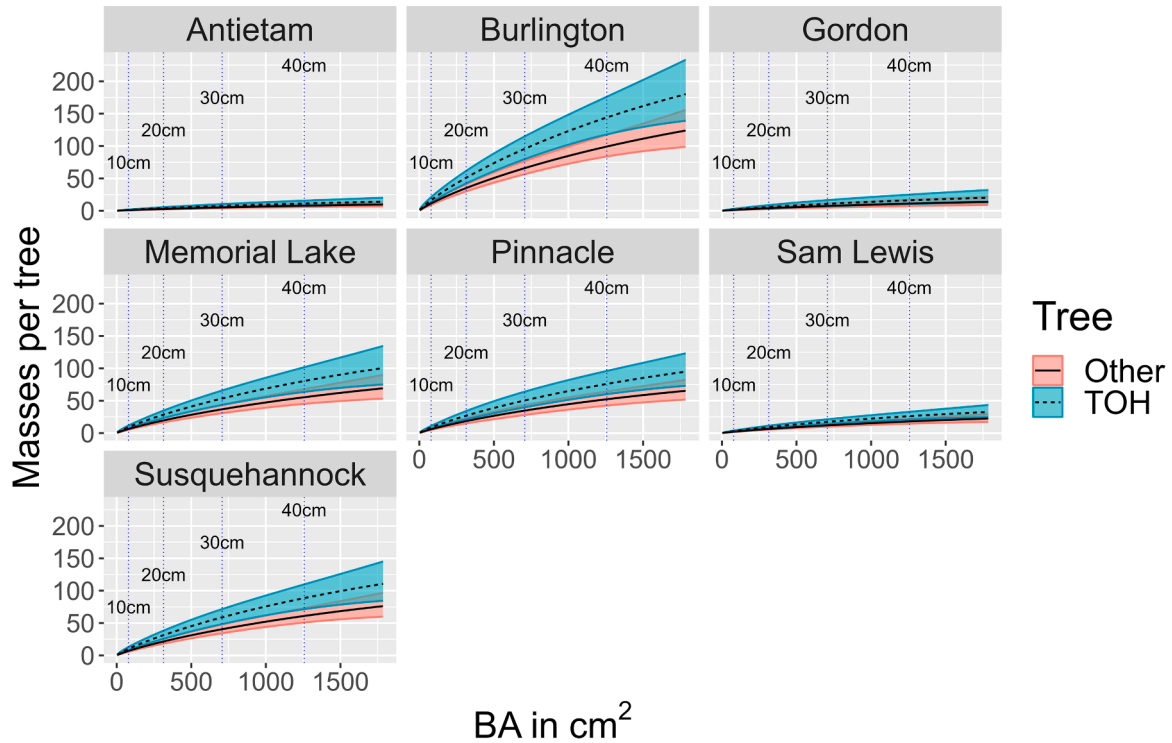 Antietam
Burlington
Gordon
200
150
100
50
0
10cm
20cm
30cm
40cm
10cm
20cm
30cm
40cm
10cm
20cm
30cm
40cm
Memorial Lake
Pinnacle
Sam Lewis
200
150
100
50
0
10cm
20cm
30cm
40cm
10cm
20cm
30cm
40cm
10cm
20cm
30cm
40cm
0 500 1000 1500
0 500 1000 1500
Susquehannock
200
150
100
50
0
10cm
20cm
30cm
40cm
0 500 1000 1500
Masses per tree
BA in cm²
Tree
Other
TOH